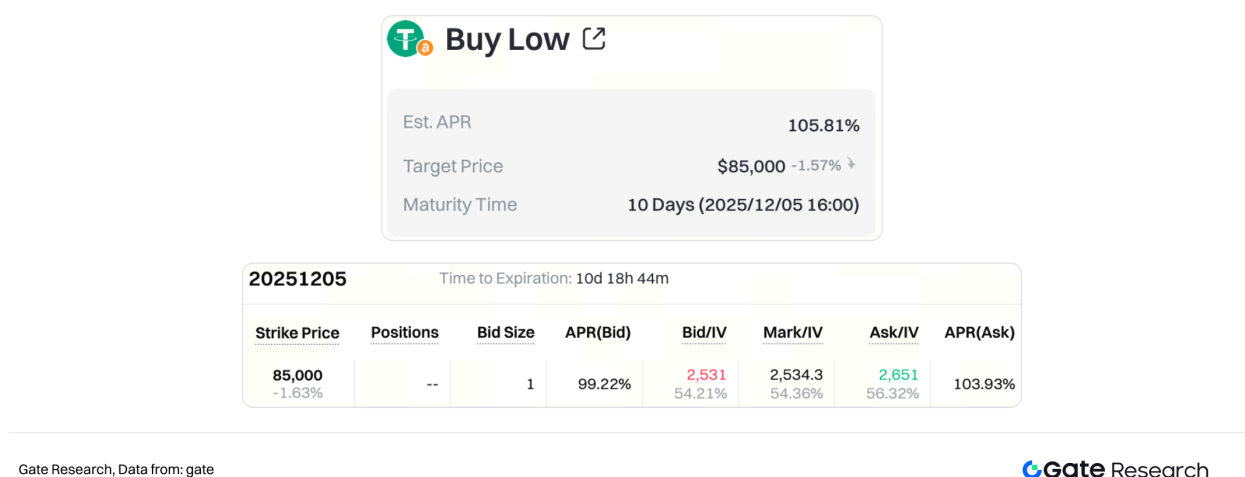 Buy Low
Est. APR 105.81%
Target Price $85,000 -1.57%
Maturity Time 10 Days (2025/12/05 16:00)
20251205 Time to Expiration: 10d 18h 44m
Strike Price Positions Bid Size APR(Bid) Bid/IV Mark/IV Ask/IV APR(Ask)
85,000 -- 1 99.22% 2,531 2,534.3 2,651 103.93%
-1.63% 54.21% 54.36% 56.32%
Gate Research, Data from: gate Gate Research